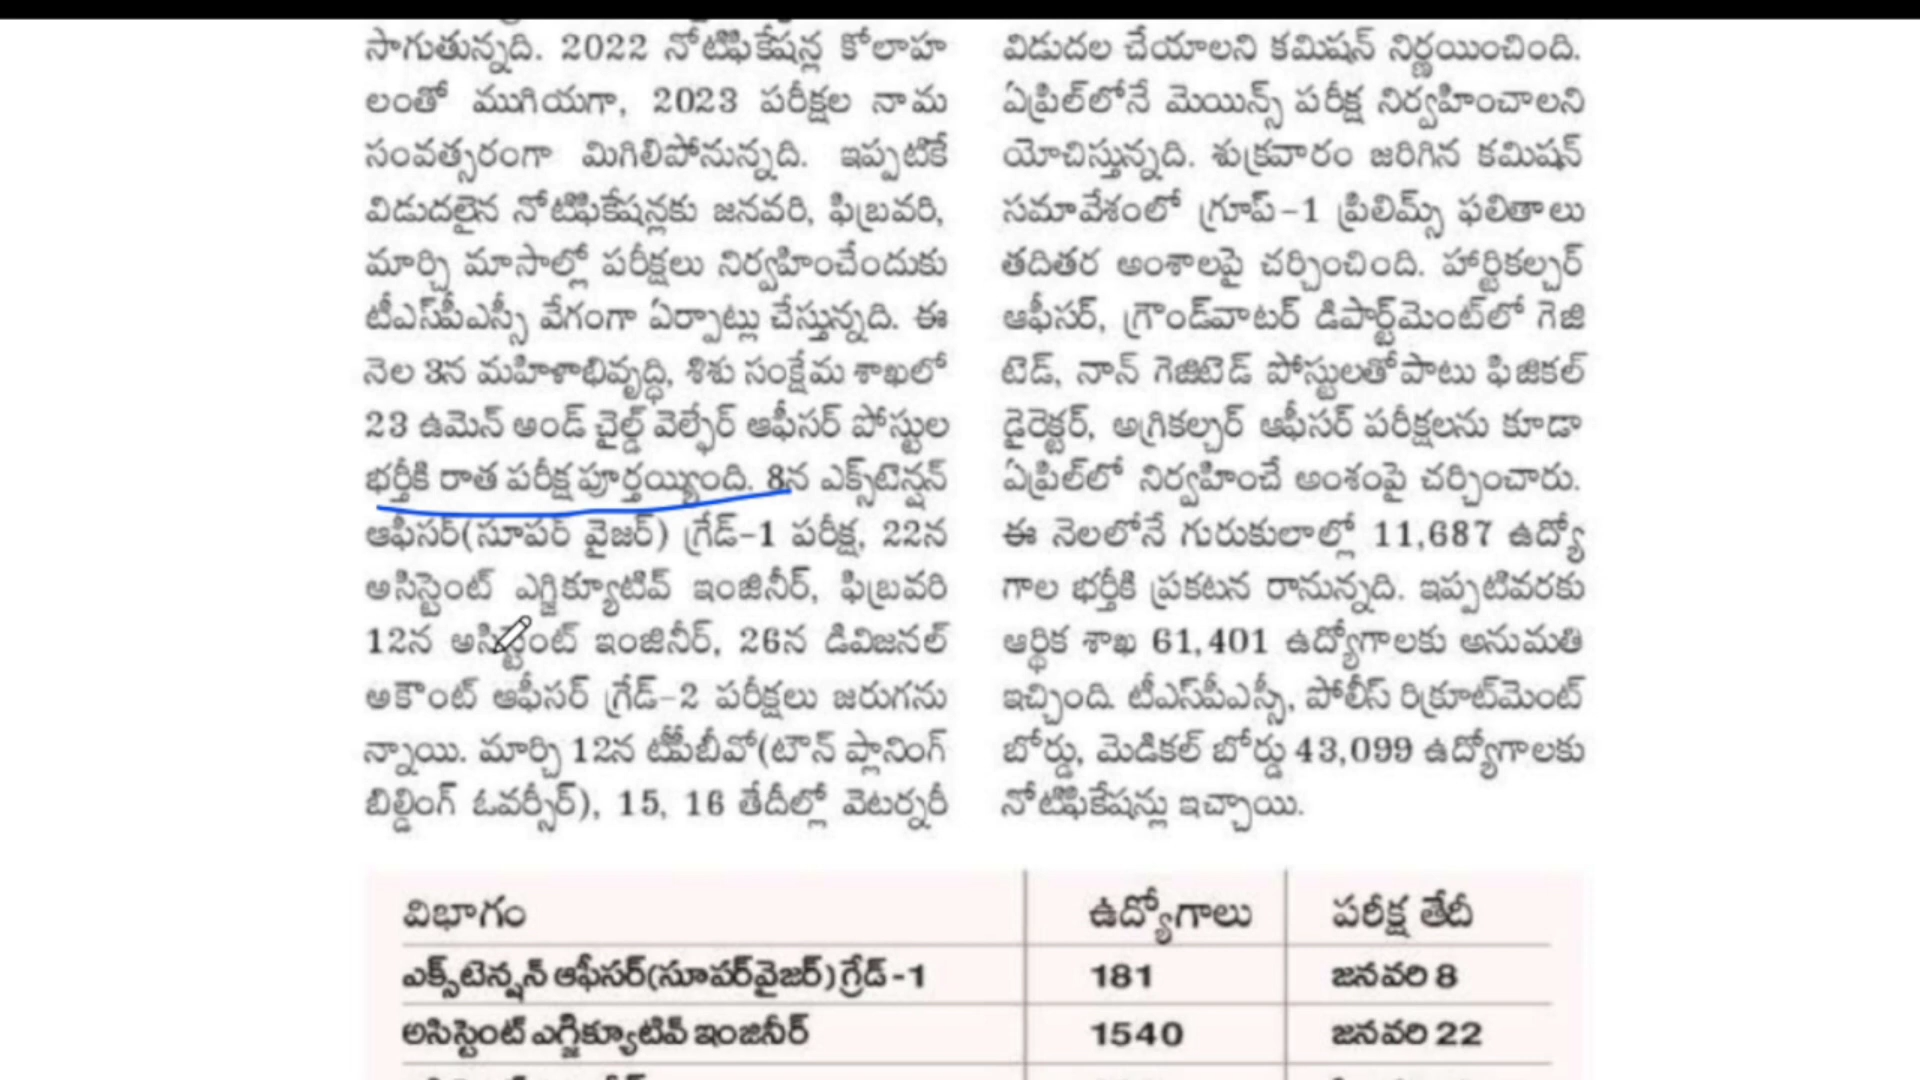 సాగుతున్నది. 2022 నోటిఫికేషన్ల కోలాహ
లంతో ముగియగా, 2023 పరీక్షల నామ
సంవత్సరంగా మిగిలిపోనున్నది. ఇప్పటికే
విడుదలైన నోటిఫికేషన్లకు జనవరి, ఫిబ్రవరి,
మార్చి మాసాల్లో పరీక్షలు నిర్వహించేందుకు
టీఎస్‌పీఎస్సీ వేగంగా ఏర్పాట్లు చేస్తున్నది. ఈ
నెల 3న మహిళాభివృద్ధి, శిశు సంక్షేమ శాఖలో
23 ఉమెన్ అండ్ చైల్డ్ వెల్ఫేర్ ఆఫీసర్ పోస్టుల
భర్తీకి రాత పరీక్ష పూర్తయ్యింది. 8న ఎక్స్‌టెన్షన్
ఆఫీసర్(సూపర్ వైజర్) గ్రేడ్-1 పరీక్ష, 22న
అసిస్టెంట్ ఎగ్జిక్యూటివ్ ఇంజినీర్, ఫిబ్రవరి
12న అసిస్టెంట్ ఇంజినీర్, 26న డివిజనల్
అకౌంట్ ఆఫీసర్ గ్రేడ్-2 పరీక్షలు జరుగను
న్నాయి. మార్చి 12న టీపీబీవో(టౌన్ ప్లానింగ్
బిల్డింగ్ ఓవర్సీర్), 15, 16 తేదీల్లో వెటర్నరీ
విడుదల చేయాలని కమిషన్ నిర్ణయించింది.
ఏప్రిల్‌లోనే మెయిన్స్ పరీక్ష నిర్వహించాలని
యోచిస్తున్నది. శుక్రవారం జరిగిన కమిషన్
సమావేశంలో గ్రూప్-1 ప్రిలిమ్స్ ఫలితాలు
తదితర అంశాలపై చర్చించింది. హార్టికల్చర్
ఆఫీసర్, గ్రౌండ్‌వాటర్ డిపార్ట్‌మెంట్‌లో గెజి
టెడ్, నాన్ గెజిటెడ్ పోస్టులతోపాటు ఫిజికల్
డైరెక్టర్, అగ్రికల్చర్ ఆఫీసర్ పరీక్షలను కూడా
ఏప్రిల్‌లో నిర్వహించే అంశంపై చర్చించారు.
ఈ నెలలోనే గురుకులాల్లో 11,687 ఉద్యో
గాల భర్తీకి ప్రకటన రానున్నది. ఇప్పటివరకు
ఆర్థిక శాఖ 61,401 ఉద్యోగాలకు అనుమతి
ఇచ్చింది. టీఎస్‌పీఎస్సీ, పోలీస్ రిక్రూట్‌మెంట్
బోర్డు, మెడికల్ బోర్డు 43,099 ఉద్యోగాలకు
నోటిఫికేషన్లు ఇచ్చాయి.
విభాగం ఉద్యోగాలు పరీక్ష తేదీ
ఎక్స్‌టెన్షన్ ఆఫీసర్(సూపర్‌వైజర్) గ్రేడ్-1 181 జనవరి 8
అసిస్టెంట్ ఎగ్జిక్యూటివ్ ఇంజినీర్ 1540 జనవరి 22